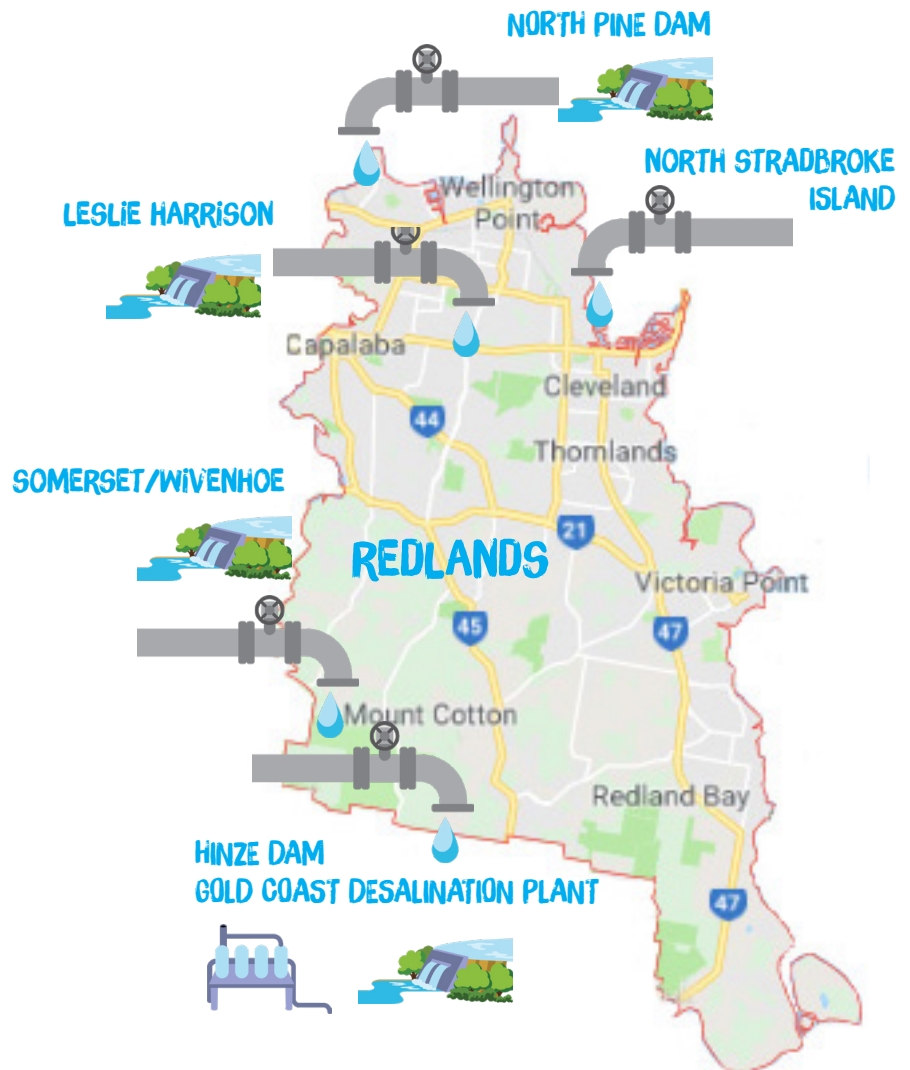 NORTH PINE DAM
NORTH STRADBROKE
ISLAND
Wellington
Point
LESLIE HARRISON
Capalaba
Cleveland
44
Thornlands
SOMERSET/WIVENHOE
21
REDLANDS
Victoria Point
45
47
Mount Cotton
Redland Bay
HINZE DAM
GOLD COAST DESALINATION PLANT
47